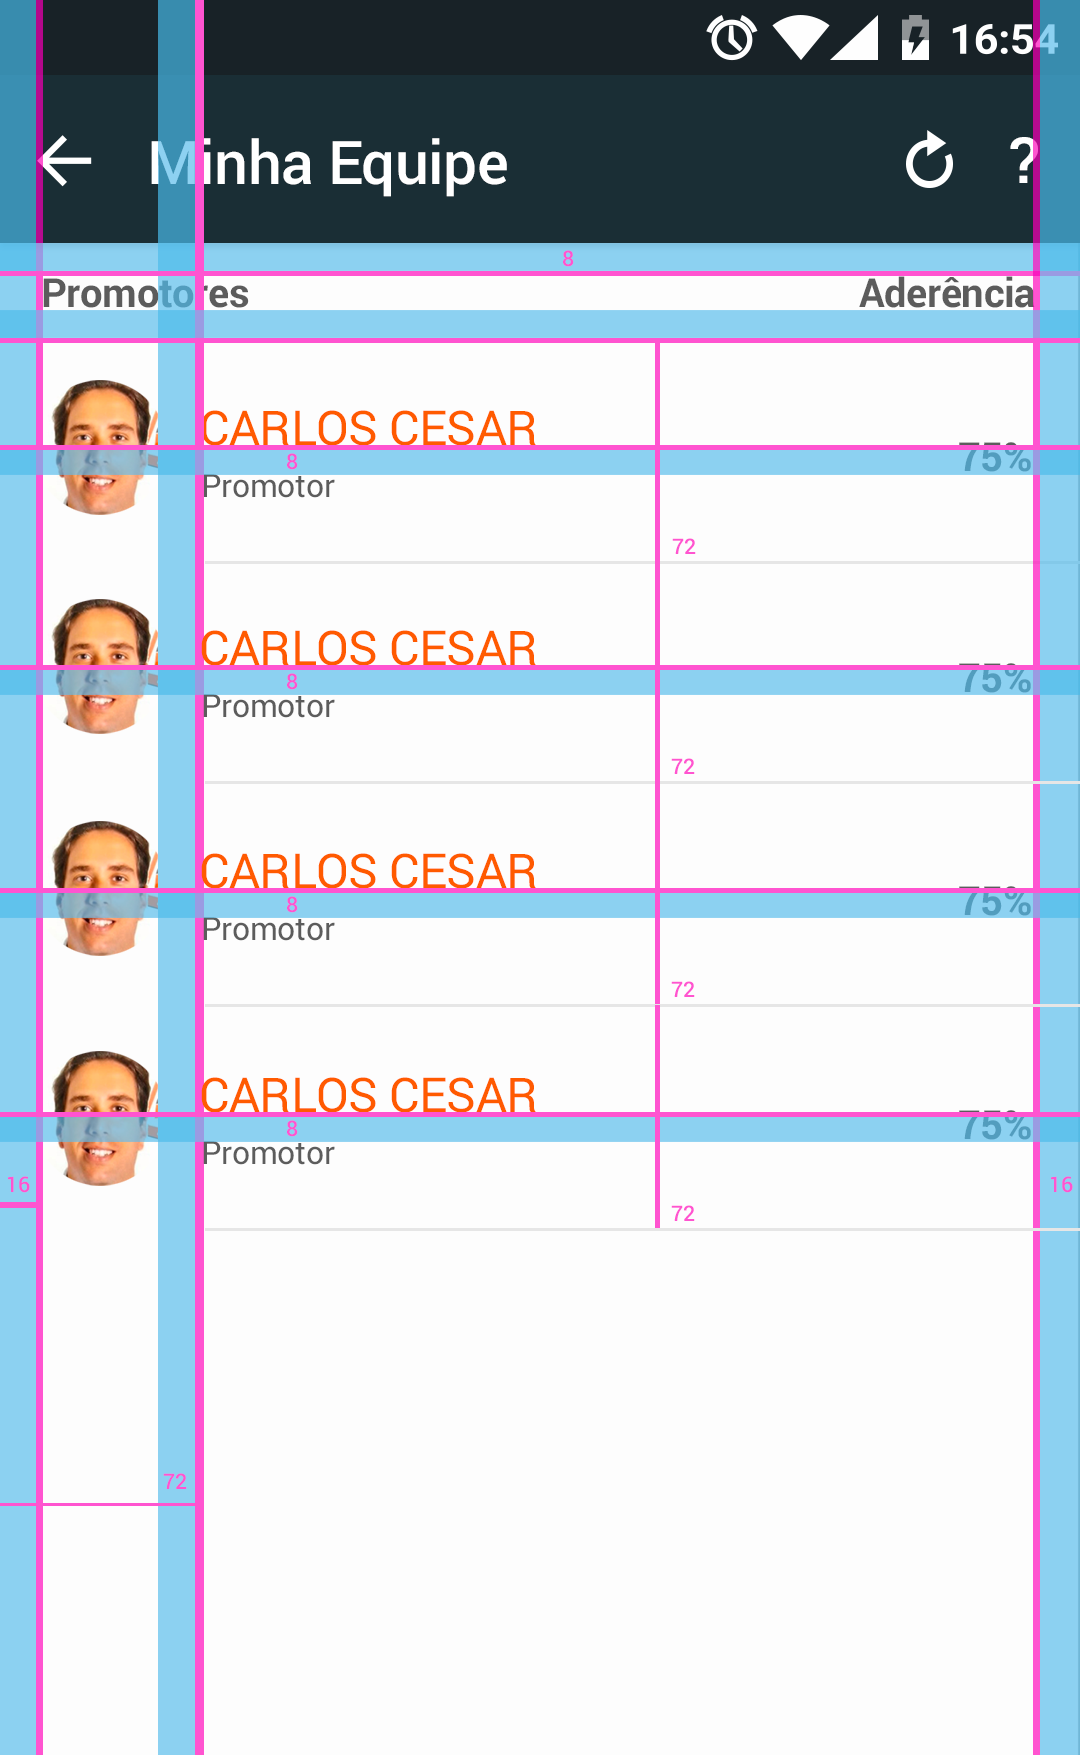 16:54
Minha Equipe ?
8
Promotores Aderência
CARLOS CESAR
75%
8
Promotor
72
CARLOS CESAR
75%
8
Promotor
72
CARLOS CESAR
75%
8
Promotor
72
CARLOS CESAR
75%
8
Promotor
16 16
72
72